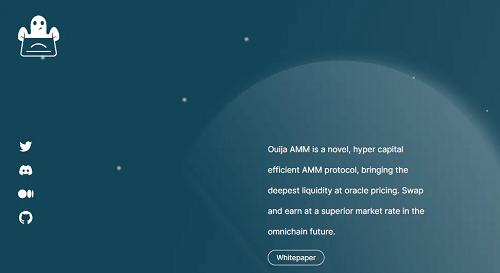 Ouija AMM is a novel, hyper capital
efficient AMM protocol, bringing the
deepest liquidity at oracle pricing. Swap
and earn at a superior market rate in the
omnichain future.
Whitepaper